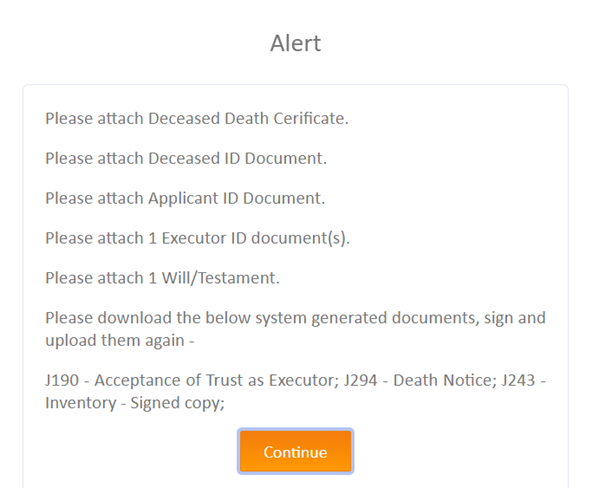 Alert
Please attach Deceased Death Cerificate.
Please attach Deceased ID Document.
Please attach Applicant ID Document.
Please attach 1 Executor ID document(s).
Please attach 1 Will/Testament.
Please download the below system generated documents, sign and
upload them again -
J190 - Acceptance of Trust as Executor; J294 - Death Notice; J243 -
Inventory - Signed copy;
Continue